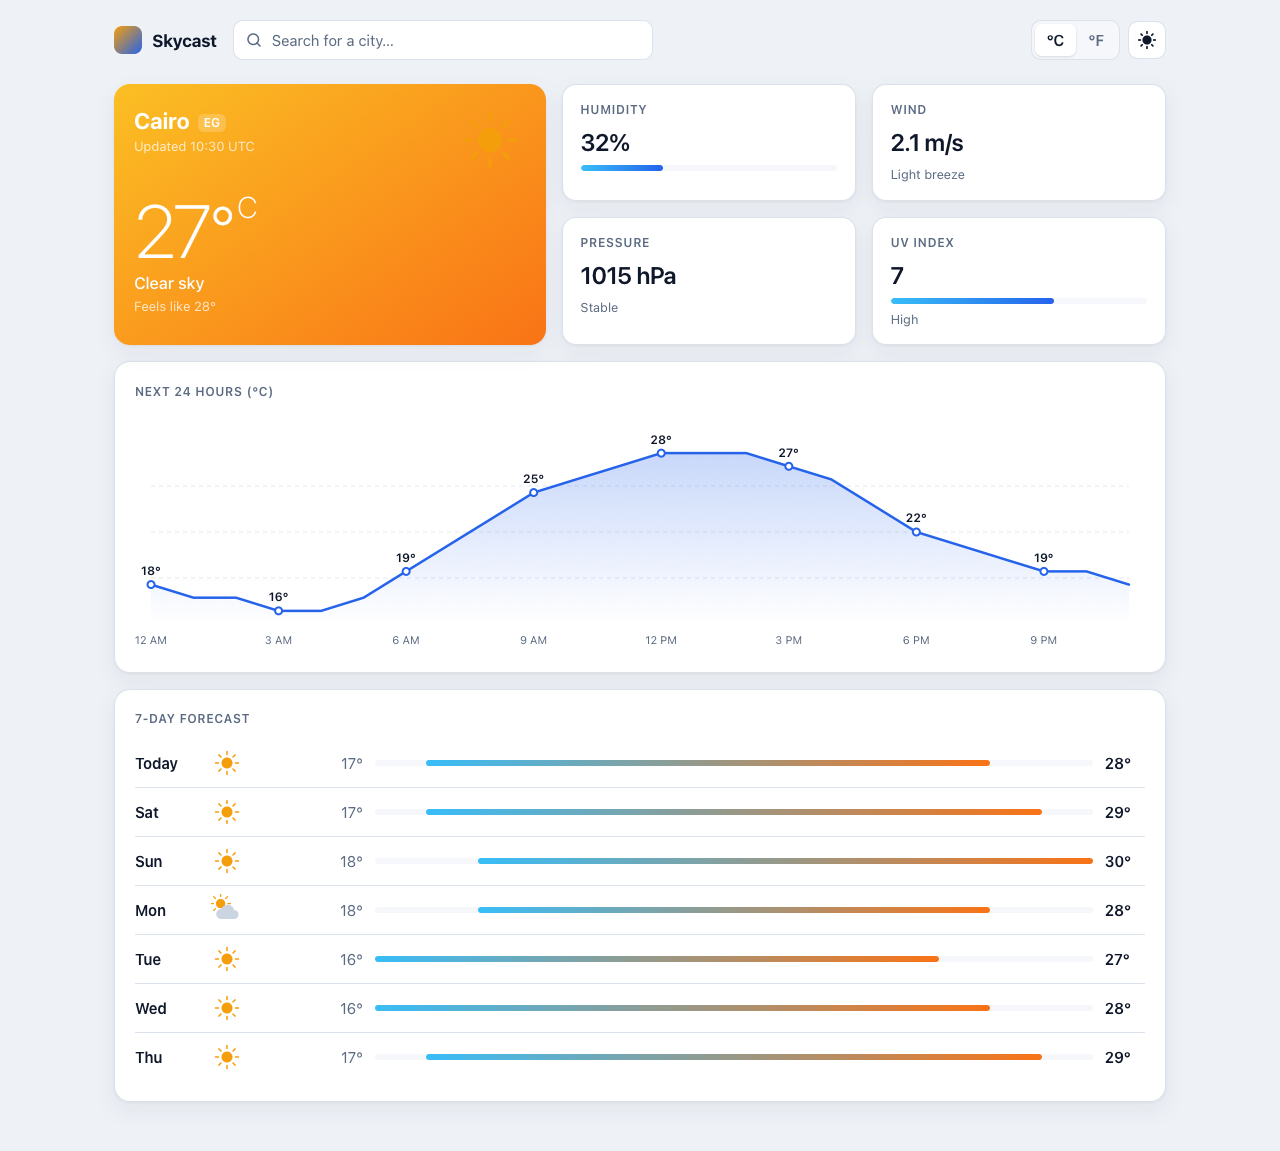 Skycast
Search for a city...
°C
°F
Cairo EG
Updated 10:30 UTC
27°C
Clear sky
Feels like 28°
HUMIDITY
32%
WIND
2.1 m/s
Light breeze
PRESSURE
1015 hPa
Stable
UV INDEX
7
High
NEXT 24 HOURS (°C)
18° 16° 19° 25° 28° 27° 22° 19°
12 AM 3 AM 6 AM 9 AM 12 PM 3 PM 6 PM 9 PM
7-DAY FORECAST
Today 17° 28°
Sat 17° 29°
Sun 18° 30°
Mon 18° 28°
Tue 16° 27°
Wed 16° 28°
Thu 17° 29°